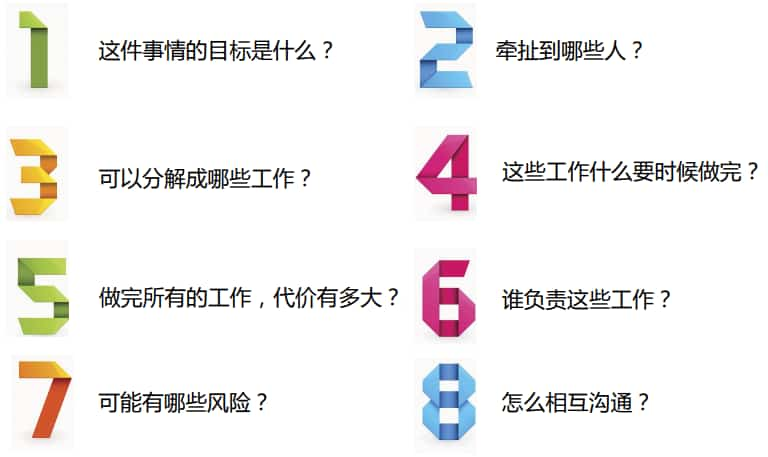 1 这件事情的目标是什么？
2 牵扯到哪些人？
3 可以分解成哪些工作？
4 这些工作什么要时候做完？
5 做完所有的工作，代价有多大？
6 谁负责这些工作？
7 可能有哪些风险？
8 怎么相互沟通？